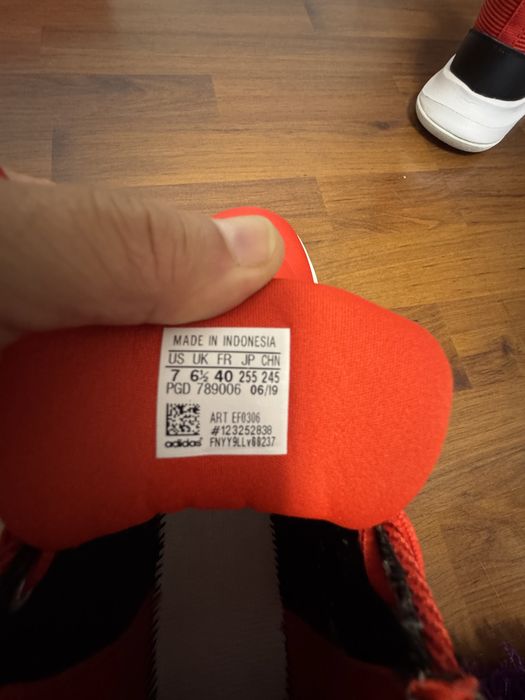 MADE IN INDONESIA
US UK FR JP CHN
7 6½ 40 255 245
PGD 789006 06/19
ART EF0306
#123252838
adidas FNYY9LLv00237